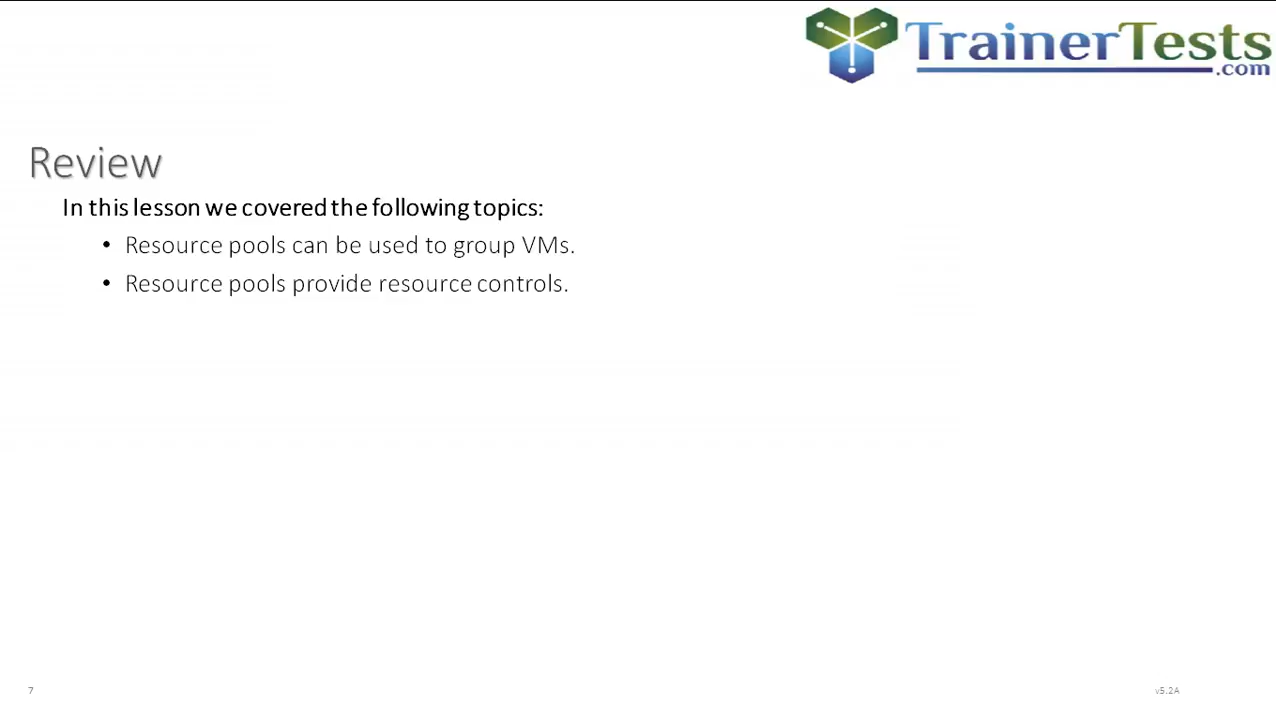 TrainerTests
.com
Review
In this lesson we covered the following topics:
• Resource pools can be used to group VMs.
• Resource pools provide resource controls.
7
v5.2A